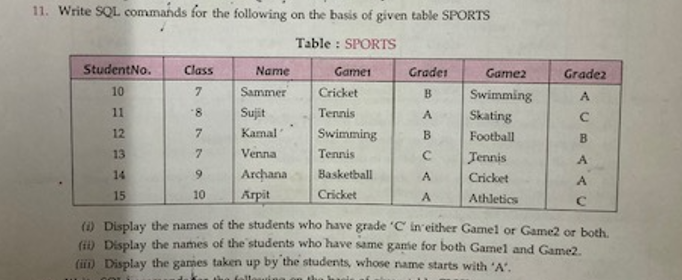 11. Write SQL commands for the following on the basis of given table SPORTS
Table : SPORTS
StudentNo. Class Name Game1 Grade1 Game2 Grade2
10 7 Sammer Cricket B Swimming A
11 8 Sujit Tennis A Skating C
12 7 Kamal Swimming B Football B
13 7 Venna Tennis C Tennis A
14 9 Archana Basketball A Cricket A
15 10 Arpit Cricket A Athletics C
(i) Display the names of the students who have grade 'C' in either Game1 or Game2 or both.
(ii) Display the names of the students who have same game for both Game1 and Game2.
(iii) Display the games taken up by the students, whose name starts with 'A'.